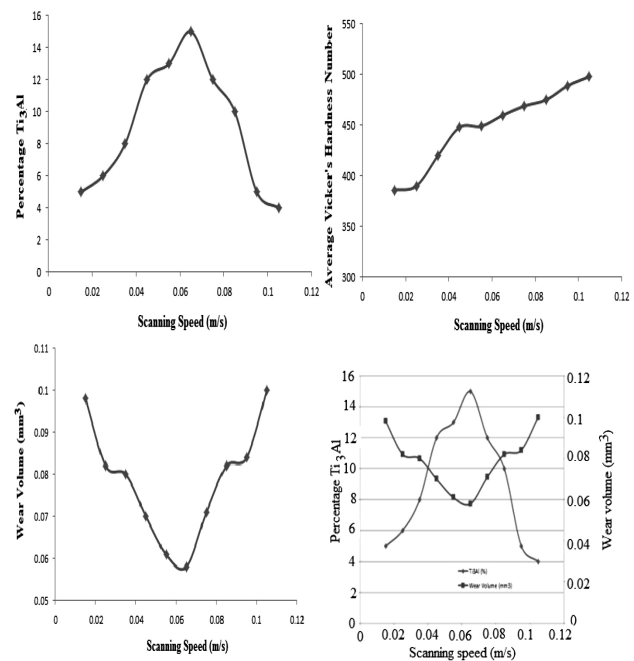 16
14
12
10
8
6
4
2
0
Percentage Ti3Al
0 0.02 0.04 0.06 0.08 0.1 0.12
Scanning Speed (m/s)
550
500
450
400
350
300
Average Vicker's Hardness Number
0 0.02 0.04 0.06 0.08 0.1 0.12
Scanning Speed (m/s)
0.11
0.1
0.09
0.08
0.07
0.06
0.05
Wear Volume (mm³)
0 0.02 0.04 0.06 0.08 0.1 0.12
Scanning Speed (m/s)
16
14
12
10
8
6
4
2
0
Percentage Ti3Al
0.12
0.1
0.08
0.06
0.04
0.02
0
Wear volume (mm³)
Ti3Al (%)
Wear Volume (mm3)
0 0.02 0.04 0.06 0.08 0.1 0.12
Scanning speed (m/s)